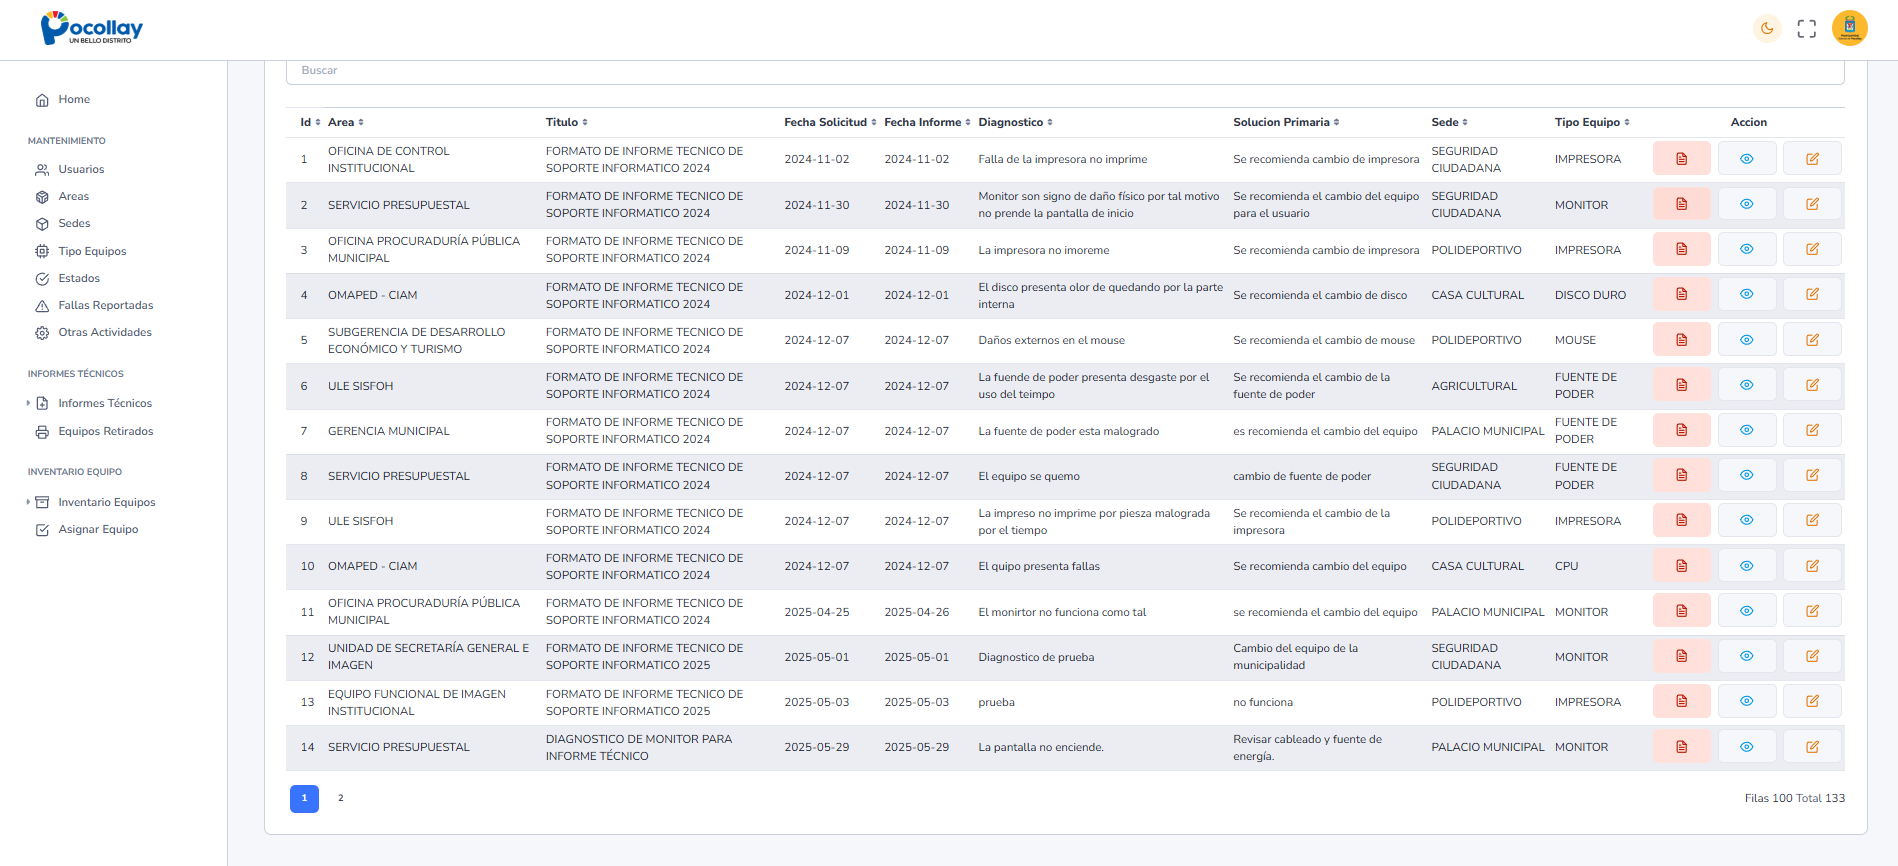 Pocollay
UN BELLO DISTRITO
Buscar
Home
MANTENIMIENTO
Usuarios
Areas
Sedes
Tipo Equipos
Estados
Fallas Reportadas
Otras Actividades
INFORMES TÉCNICOS
Informes Técnicos
Equipos Retirados
INVENTARIO EQUIPO
Inventario Equipos
Asignar Equipo
Id Area Titulo Fecha Solicitud Fecha Informe Diagnostico Solucion Primaria Sede Tipo Equipo Accion
1 OFICINA DE CONTROL INSTITUCIONAL FORMATO DE INFORME TECNICO DE SOPORTE INFORMATICO 2024 2024-11-02 2024-11-02 Falla de la impresora no imprime Se recomienda cambio de impresora SEGURIDAD CIUDADANA IMPRESORA
2 SERVICIO PRESUPUESTAL FORMATO DE INFORME TECNICO DE SOPORTE INFORMATICO 2024 2024-11-30 2024-11-30 Monitor son signo de daño físico por tal motivo no prende la pantalla de inicio Se recomienda el cambio del equipo para el usuario SEGURIDAD CIUDADANA MONITOR
3 OFICINA PROCURADURÍA PÚBLICA MUNICIPAL FORMATO DE INFORME TECNICO DE SOPORTE INFORMATICO 2024 2024-11-09 2024-11-09 La impresora no imoreme Se recomienda cambio de impresora POLIDEPORTIVO IMPRESORA
4 OMAPED - CIAM FORMATO DE INFORME TECNICO DE SOPORTE INFORMATICO 2024 2024-12-01 2024-12-01 El disco presenta olor de quedando por la parte interna Se recomienda el cambio de disco CASA CULTURAL DISCO DURO
5 SUBGERENCIA DE DESARROLLO ECONÓMICO Y TURISMO FORMATO DE INFORME TECNICO DE SOPORTE INFORMATICO 2024 2024-12-07 2024-12-07 Daños externos en el mouse Se recomienda el cambio de mouse POLIDEPORTIVO MOUSE
6 ULE SISFOH FORMATO DE INFORME TECNICO DE SOPORTE INFORMATICO 2024 2024-12-07 2024-12-07 La fuende de poder presenta desgaste por el uso del teimpo Se recomienda el cambio de la fuente de poder AGRICULTURAL FUENTE DE PODER
7 GERENCIA MUNICIPAL FORMATO DE INFORME TECNICO DE SOPORTE INFORMATICO 2024 2024-12-07 2024-12-07 La fuente de poder esta malogrado es recomienda el cambio del equipo PALACIO MUNICIPAL FUENTE DE PODER
8 SERVICIO PRESUPUESTAL FORMATO DE INFORME TECNICO DE SOPORTE INFORMATICO 2024 2024-12-07 2024-12-07 El equipo se quemo cambio de fuente de poder SEGURIDAD CIUDADANA FUENTE DE PODER
9 ULE SISFOH FORMATO DE INFORME TECNICO DE SOPORTE INFORMATICO 2024 2024-12-07 2024-12-07 La impreso no imprime por piesza malograda por el tiempo Se recomienda el cambio de la impresora POLIDEPORTIVO IMPRESORA
10 OMAPED - CIAM FORMATO DE INFORME TECNICO DE SOPORTE INFORMATICO 2024 2024-12-07 2024-12-07 El quipo presenta fallas Se recomienda cambio del equipo CASA CULTURAL CPU
11 OFICINA PROCURADURÍA PÚBLICA MUNICIPAL FORMATO DE INFORME TECNICO DE SOPORTE INFORMATICO 2024 2025-04-25 2025-04-26 El monirtor no funciona como tal se recomienda el cambio del equipo PALACIO MUNICIPAL MONITOR
12 UNIDAD DE SECRETARÍA GENERAL E IMAGEN FORMATO DE INFORME TECNICO DE SOPORTE INFORMATICO 2025 2025-05-01 2025-05-01 Diagnostico de prueba Cambio del equipo de la municipalidad SEGURIDAD CIUDADANA MONITOR
13 EQUIPO FUNCIONAL DE IMAGEN INSTITUCIONAL FORMATO DE INFORME TECNICO DE SOPORTE INFORMATICO 2025 2025-05-03 2025-05-03 prueba no funciona POLIDEPORTIVO IMPRESORA
14 SERVICIO PRESUPUESTAL DIAGNOSTICO DE MONITOR PARA INFORME TÉCNICO 2025-05-29 2025-05-29 La pantalla no enciende. Revisar cableado y fuente de energía. PALACIO MUNICIPAL MONITOR
1 2
Filas 100 Total 133